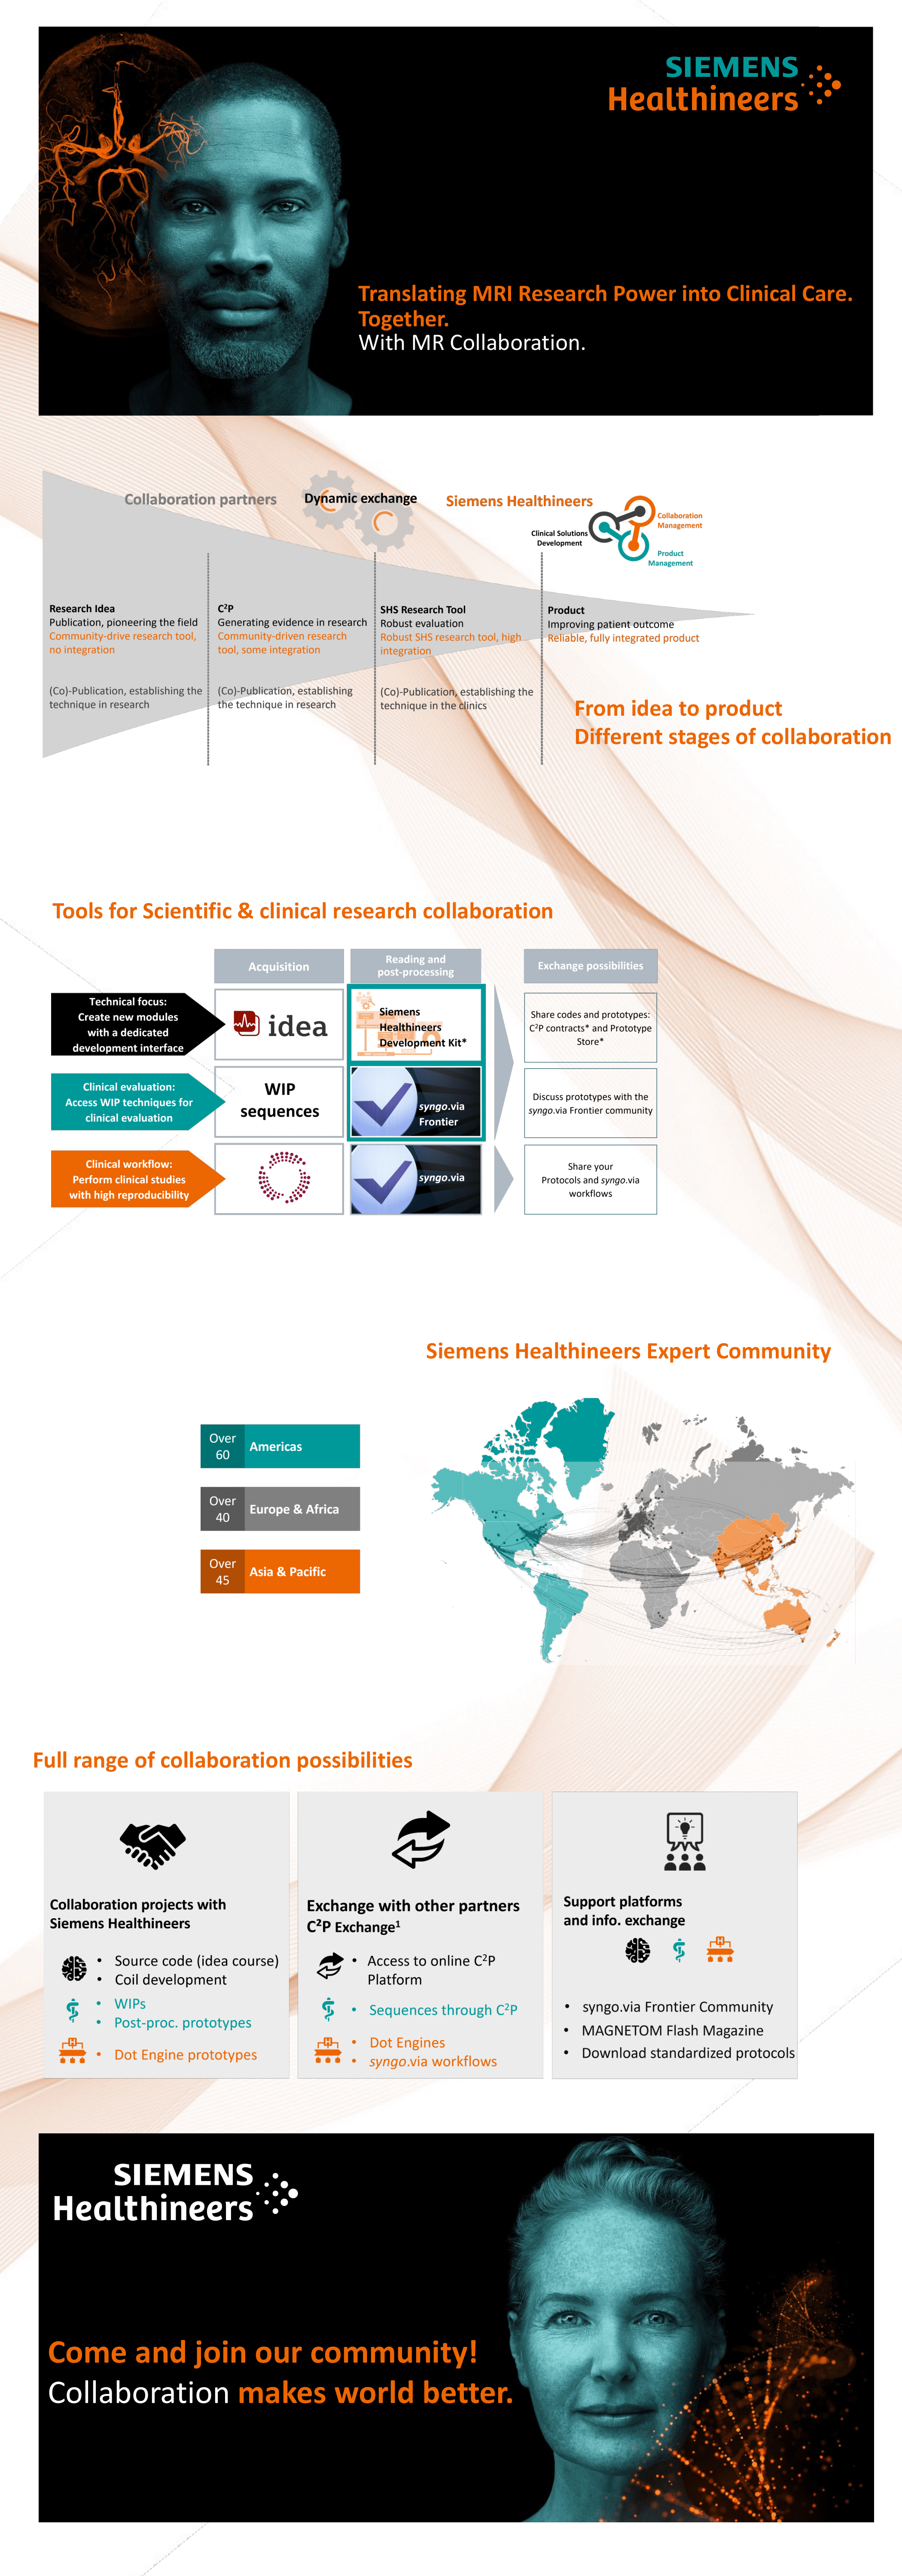 SIEMENS
Healthineers
Translating MRI Research Power into Clinical Care.
Together.
With MR Collaboration.
Collaboration partners
Dynamic exchange
Siemens Healthineers
Collaboration
Management
Clinical Solutions
Development
Product
Management
Research Idea
Publication, pioneering the field
Community-drive research tool,
no integration
(Co)-Publication, establishing the
technique in research
C²P
Generating evidence in research
Community-driven research
tool, some integration
(Co)-Publication, establishing
the technique in research
SHS Research Tool
Robust evaluation
Robust SHS research tool, high
integration
(Co)-Publication, establishing the
technique in the clinics
Product
Improving patient outcome
Reliable, fully integrated product
From idea to product
Different stages of collaboration
Tools for Scientific & clinical research collaboration
Acquisition
Reading and
post-processing
Exchange possibilities
Technical focus:
Create new modules
with a dedicated
development interface
idea
Siemens
Healthineers
Development Kit*
Share codes and prototypes:
C²P contracts* and Prototype
Store*
Clinical evaluation:
Access WIP techniques for
clinical evaluation
WIP
sequences
syngo.via
Frontier
Discuss prototypes with the
syngo.via Frontier community
Clinical workflow:
Perform clinical studies
with high reproducibility
syngo.via
Share your
Protocols and syngo.via
workflows
Siemens Healthineers Expert Community
Over
60
Americas
Over
40
Europe & Africa
Over
45
Asia & Pacific
Full range of collaboration possibilities
Collaboration projects with
Siemens Healthineers
• Source code (idea course)
• Coil development
• WIPs
• Post-proc. prototypes
• Dot Engine prototypes
Exchange with other partners
C²P Exchange¹
• Access to online C²P
Platform
• Sequences through C²P
• Dot Engines
• syngo.via workflows
Support platforms
and info. exchange
• syngo.via Frontier Community
• MAGNETOM Flash Magazine
• Download standardized protocols
SIEMENS
Healthineers
Come and join our community!
Collaboration makes world better.